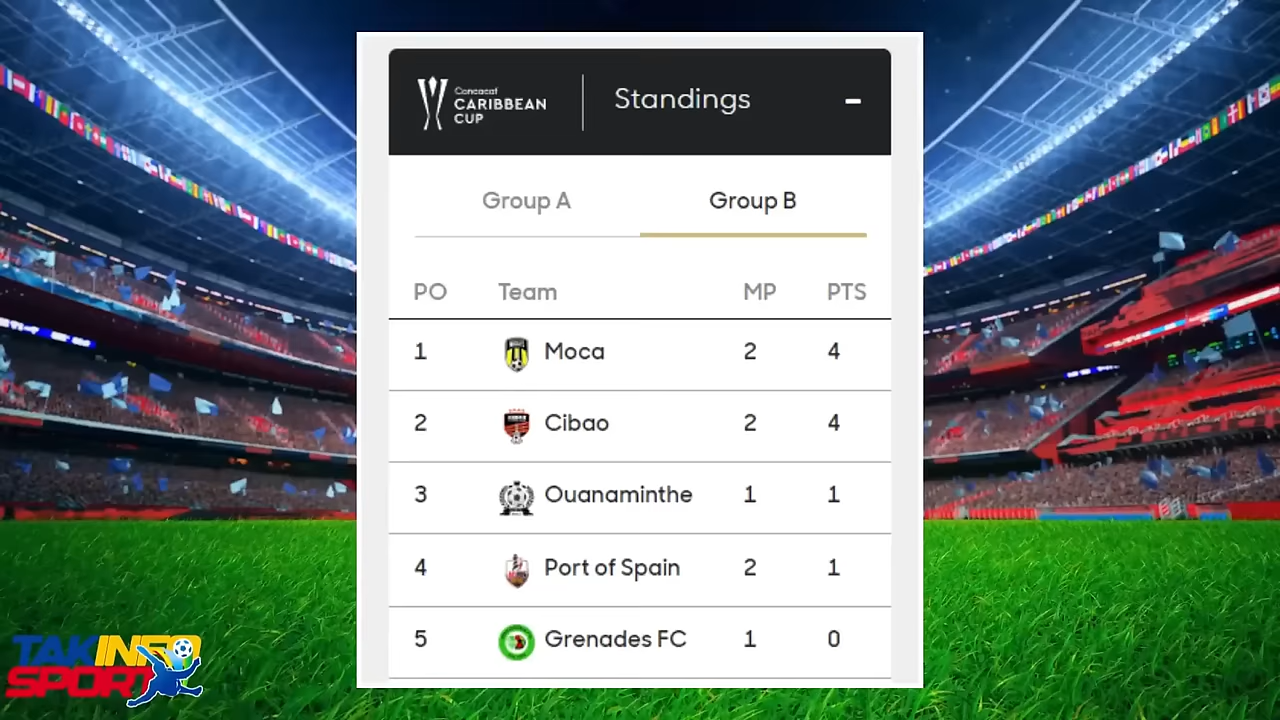 Concacaf
CARIBBEAN
CUP
Standings
Group A Group B
PO Team MP PTS
1 Moca 2 4
2 Cibao 2 4
3 Ouanaminthe 1 1
4 Port of Spain 2 1
5 Grenades FC 1 0
TAKINFO
SPORT